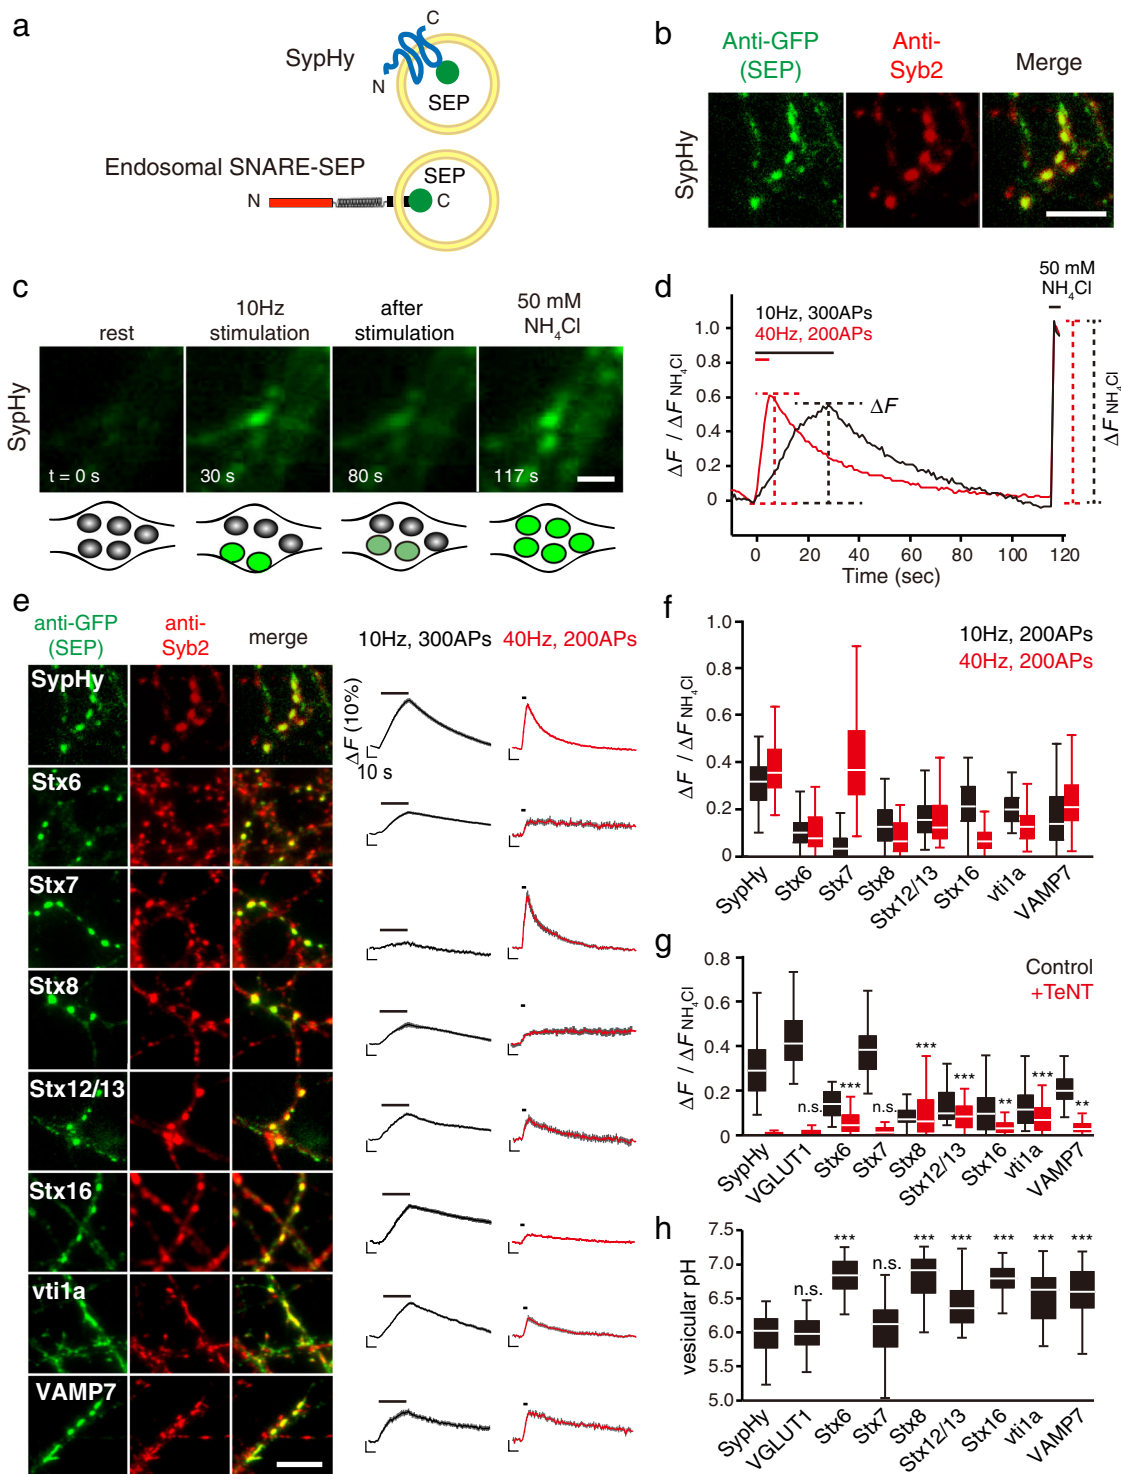 a
SypHy
C
N
SEP
Endosomal SNARE-SEP
SEP
N
C
b
Anti-GFP
(SEP)
Anti-
Syb2
Merge
SypHy
c
rest
10Hz
stimulation
after
stimulation
50 mM
NH4Cl
SypHy
t = 0 s
30 s
80 s
117 s
d
50 mM
NH4Cl
10Hz, 300APs
40Hz, 200APs
ΔF
ΔF / ΔF NH4Cl
ΔF NH4Cl
1.0
0.8
0.6
0.4
0.2
0
0 20 40 60 80 100 120
Time (sec)
e
anti-GFP
(SEP)
anti-
Syb2
merge
10Hz, 300APs
40Hz, 200APs
SypHy
ΔF (10%)
10 s
Stx6
Stx7
Stx8
Stx12/13
Stx16
vti1a
VAMP7
f
10Hz, 200APs
40Hz, 200APs
ΔF / ΔF NH4Cl
1.0
0.8
0.6
0.4
0.2
0
SypHy Stx6 Stx7 Stx8 Stx12/13 Stx16 vti1a VAMP7
g
Control
+TeNT
ΔF / ΔF NH4Cl
0.8
0.6
0.4
0.2
0
n.s. *** n.s. *** *** ** *** **
SypHy VGLUT1 Stx6 Stx7 Stx8 Stx12/13 Stx16 vti1a VAMP7
h
vesicular pH
7.5
7.0
6.5
6.0
5.5
5.0
n.s. *** n.s. *** *** *** *** ***
SypHy VGLUT1 Stx6 Stx7 Stx8 Stx12/13 Stx16 vti1a VAMP7